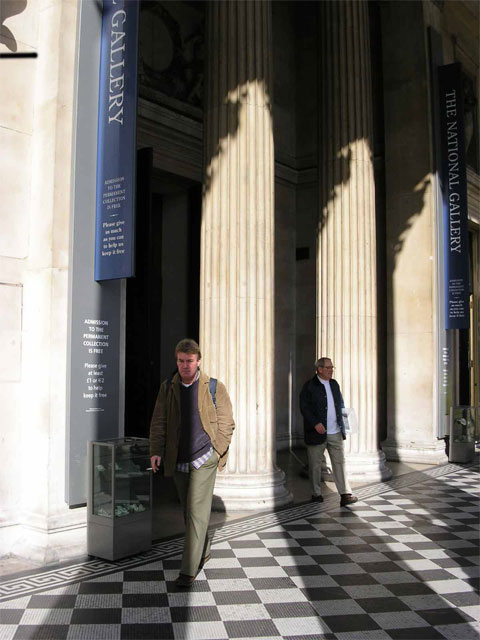 GALLERY
ADMISSION
TO THE
PERMANENT
COLLECTION
IS FREE
Please give
as much
as you can
to help us
keep it free
ADMISSION
TO THE
PERMANENT
COLLECTION
IS FREE
Please give
at least
£1 or €2
to help
keep it free
THE NATIONAL GALLERY